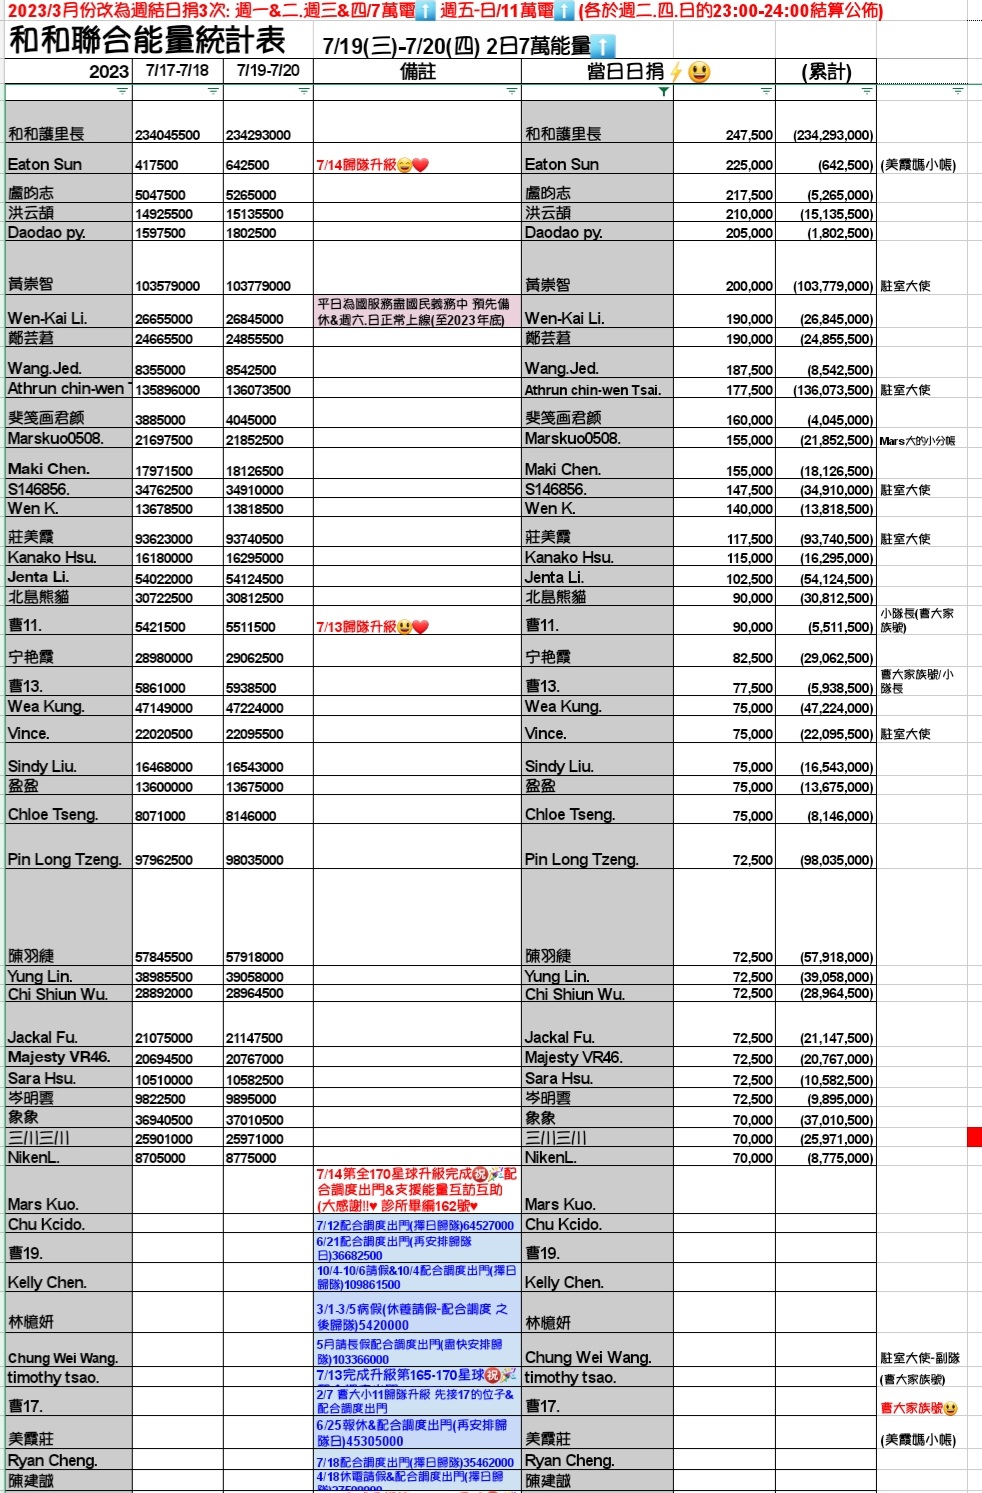 2023/3月份改為週結日捐3次: 週一&二.週三&四/7萬電⬆️ 週五-日/11萬電⬆️ (各於週二.四.日的23:00-24:00結算公佈)
和和聯合能量統計表 7/19(三)-7/20(四) 2日7萬能量⬆️
2023 7/17-7/18 7/19-7/20 備註 當日日捐⚡😃 (累計)
和和護里長 234045500 234293000 和和護里長 247,500 (234,293,000)
Eaton Sun 417500 642500 7/14歸隊升級😄❤️ Eaton Sun 225,000 (642,500) (美霞媽小帳)
盧昀志 5047500 5265000 盧昀志 217,500 (5,265,000)
洪云頡 14925500 15135500 洪云頡 210,000 (15,135,500)
Daodao py. 1597500 1802500 Daodao py. 205,000 (1,802,500)
黃崇智 103579000 103779000 黃崇智 200,000 (103,779,000) 駐室大使
平日為國服務盡國民義務中 預先備
Wen-Kai Li. 26655000 26845000 休&週六.日正常上線(至2023年底) Wen-Kai Li. 190,000 (26,845,000)
鄭芸莙 24665500 24855500 鄭芸莙 190,000 (24,855,500)
Wang.Jed. 8355000 8542500 Wang.Jed. 187,500 (8,542,500)
Athrun chin-wen 135896000 136073500 Athrun chin-wen Tsai. 177,500 (136,073,500) 駐室大使
斐笺画君颜 3885000 4045000 斐笺画君颜 160,000 (4,045,000)
Marskuo0508. 21697500 21852500 Marskuo0508. 155,000 (21,852,500) Mars大的小分帳
Maki Chen. 17971500 18126500 Maki Chen. 155,000 (18,126,500)
S146856. 34762500 34910000 S146856. 147,500 (34,910,000) 駐室大使
Wen K. 13678500 13818500 Wen K. 140,000 (13,818,500)
莊美霞 93623000 93740500 莊美霞 117,500 (93,740,500) 駐室大使
Kanako Hsu. 16180000 16295000 Kanako Hsu. 115,000 (16,295,000)
Jenta Li. 54022000 54124500 Jenta Li. 102,500 (54,124,500)
北島熊貓 30722500 30812500 北島熊貓 90,000 (30,812,500)
曹11. 5421500 5511500 7/13歸隊升級😃❤️ 曹11. 90,000 (5,511,500) 小隊長(曹大家
族號)
宁艳霞 28980000 29062500 宁艳霞 82,500 (29,062,500)
曹13. 5861000 5938500 曹13. 77,500 (5,938,500) 曹大家族號/小
隊長
Wea Kung. 47149000 47224000 Wea Kung. 75,000 (47,224,000)
Vince. 22020500 22095500 Vince. 75,000 (22,095,500) 駐室大使
Sindy Liu. 16468000 16543000 Sindy Liu. 75,000 (16,543,000)
盈盈 13600000 13675000 盈盈 75,000 (13,675,000)
Chloe Tseng. 8071000 8146000 Chloe Tseng. 75,000 (8,146,000)
Pin Long Tzeng. 97962500 98035000 Pin Long Tzeng. 72,500 (98,035,000)
陳羽緁 57845500 57918000 陳羽緁 72,500 (57,918,000)
Yung Lin. 38985500 39058000 Yung Lin. 72,500 (39,058,000)
Chi Shiun Wu. 28892000 28964500 Chi Shiun Wu. 72,500 (28,964,500)
Jackal Fu. 21075000 21147500 Jackal Fu. 72,500 (21,147,500)
Majesty VR46. 20694500 20767000 Majesty VR46. 72,500 (20,767,000)
Sara Hsu. 10510000 10582500 Sara Hsu. 72,500 (10,582,500)
岑明雲 9822500 9895000 岑明雲 72,500 (9,895,000)
象象 36940500 37010500 象象 70,000 (37,010,500)
三川三川 25901000 25971000 三川三川 70,000 (25,971,000)
NikenL. 8705000 8775000 NikenL. 70,000 (8,775,000)
7/14第全170星球升級完成㊗️🎉配
合調度出門&支援能量互訪互助
Mars Kuo. (大感謝!!♥ 診所畢編162號♥ Mars Kuo.
Chu Kcido. 7/12配合調度出門(擇日歸隊)64527000 Chu Kcido.
6/21配合調度出門(再安排歸隊
曹19. 日)36682500 曹19.
10/4-10/6請假&10/4配合調度出門(擇日
Kelly Chen. 歸隊)109861500 Kelly Chen.
3/1-3/5病假(休養請假-配合調度 之
林檍妍 後歸隊)5420000 林檍妍
5月請長假配合調度出門(盡快安排歸
Chung Wei Wang. 隊)103366000 Chung Wei Wang. 駐室大使-副隊
timothy tsao. 7/13完成升級第165-170星球㊗️🎉 timothy tsao. (曹大家族號)
2/7 曹大小11歸隊升級 先接17的位子&
曹17. 配合調度出門 曹17. 曹大家族號😃
6/25報休&配合調度出門(再安排歸
美霞莊 隊日)45305000 美霞莊 (美霞媽小帳)
Ryan Cheng. 7/18配合調度出門(擇日歸隊)35462000 Ryan Cheng.
陳建誠 4/18休電請假&配合調度出門(擇日歸 陳建誠